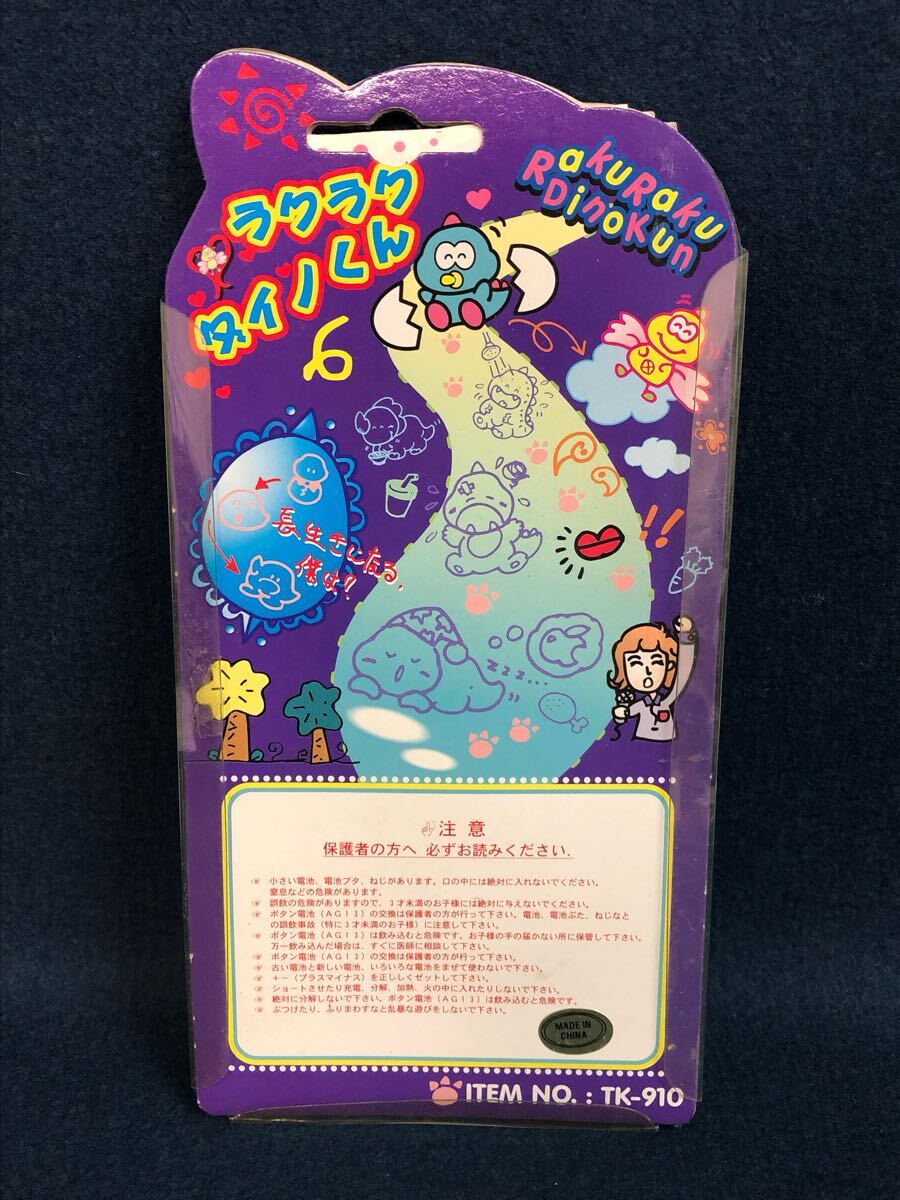 ラクラク
ダイノくん
RakuRaku
DinoKun
長生きになる、
僕は?
!!
zzz...
注意
保護者の方へ 必ずお読みください.
☞ 小さい電池、電池ブタ、ねじがあります。口の中には絶対に入れないでください。
窒息などの危険があります。
☞ 誤飲の危険がありますので、3才未満のお子様には絶対に与えないでください。
☞ ボタン電池(AG13)の交換は保護者の方が行って下さい。電池、電池ぶた、ねじなと
の誤飲事故(特に3才未満のお子様)に注意して下さい。
☞ ボタン電池(AG13)は飲み込むと危険です。お子様の手の届かない所に保管して下さい。
万一飲み込んだ場合は、すぐに医師に相談して下さい。
☞ ボタン電池(AG13)の交換は保護者の方が行って下さい。
☞ 古い電池と新しい電池、いろいろな電池をまぜて使わないで下さい。
☞ +−(プラスマイナス)を正ししくゼットして下さい。
☞ ショートさせたり充電、分解、加熱、火の中に入れたりしないで下さい。
☞ 絶対に分解しないで下さい。ボタン電池(AG13)は飲み込むと危険です。
☞ ぶつけたり、ふりまわすなと乱暴な遊びをしないで下さい。
MADE IN
CHINA
ITEM NO. : TK-910